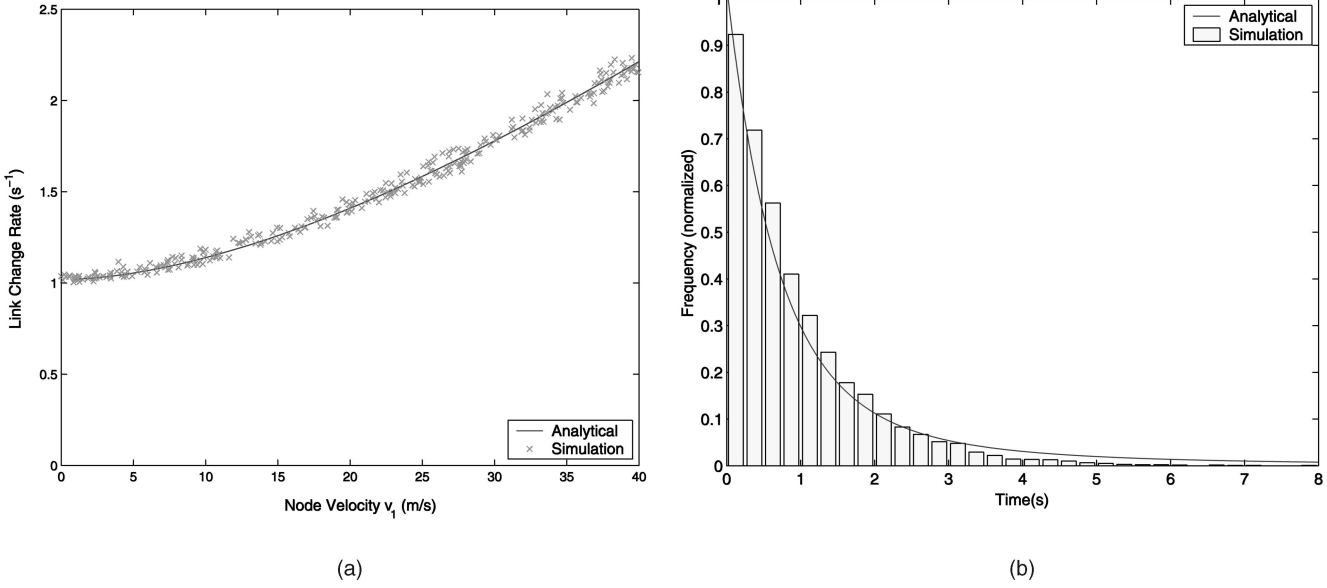 2.5
2
1.5
1
0.5
0
0 5 10 15 20 25 30 35 40
Link Change Rate (s⁻¹)
Node Velocity v₁ (m/s)
Analytical
Simulation
(a)
0.9
0.8
0.7
0.6
0.5
0.4
0.3
0.2
0.1
0
0 1 2 3 4 5 6 7 8
Frequency (normalized)
Time(s)
Analytical
Simulation
(b)